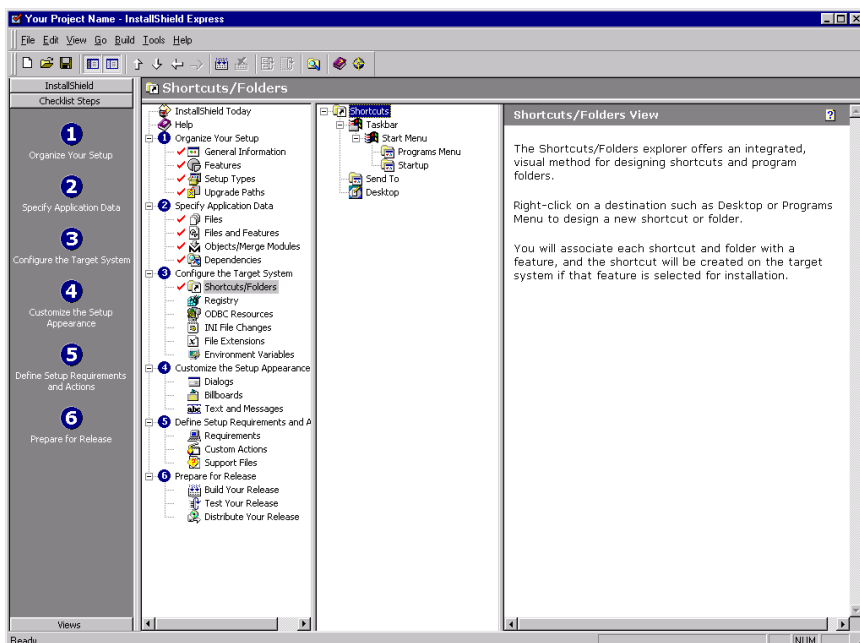 Your Project Name - InstallShield Express
File Edit View Go Build Tools Help
InstallShield
Checklist Steps
1
Organize Your Setup
2
Specify Application Data
3
Configure the Target System
4
Customize the Setup
Appearance
5
Define Setup Requirements
and Actions
6
Prepare for Release
Views
Shortcuts/Folders
InstallShield Today
Help
1 Organize Your Setup
General Information
Features
Setup Types
Upgrade Paths
2 Specify Application Data
Files
Files and Features
Objects/Merge Modules
Dependencies
3 Configure the Target System
Shortcuts/Folders
Registry
ODBC Resources
INI File Changes
File Extensions
Environment Variables
4 Customize the Setup Appearance
Dialogs
Billboards
abc Text and Messages
5 Define Setup Requirements and A
Requirements
Custom Actions
Support Files
6 Prepare for Release
Build Your Release
Test Your Release
Distribute Your Release
Shortcuts
Taskbar
Start Menu
Programs Menu
Startup
Send To
Desktop
Shortcuts/Folders View
The Shortcuts/Folders explorer offers an integrated,
visual method for designing shortcuts and program
folders.
Right-click on a destination such as Desktop or Programs
Menu to design a new shortcut or folder.
You will associate each shortcut and folder with a
feature, and the shortcut will be created on the target
system if that feature is selected for installation.
Ready
NUM